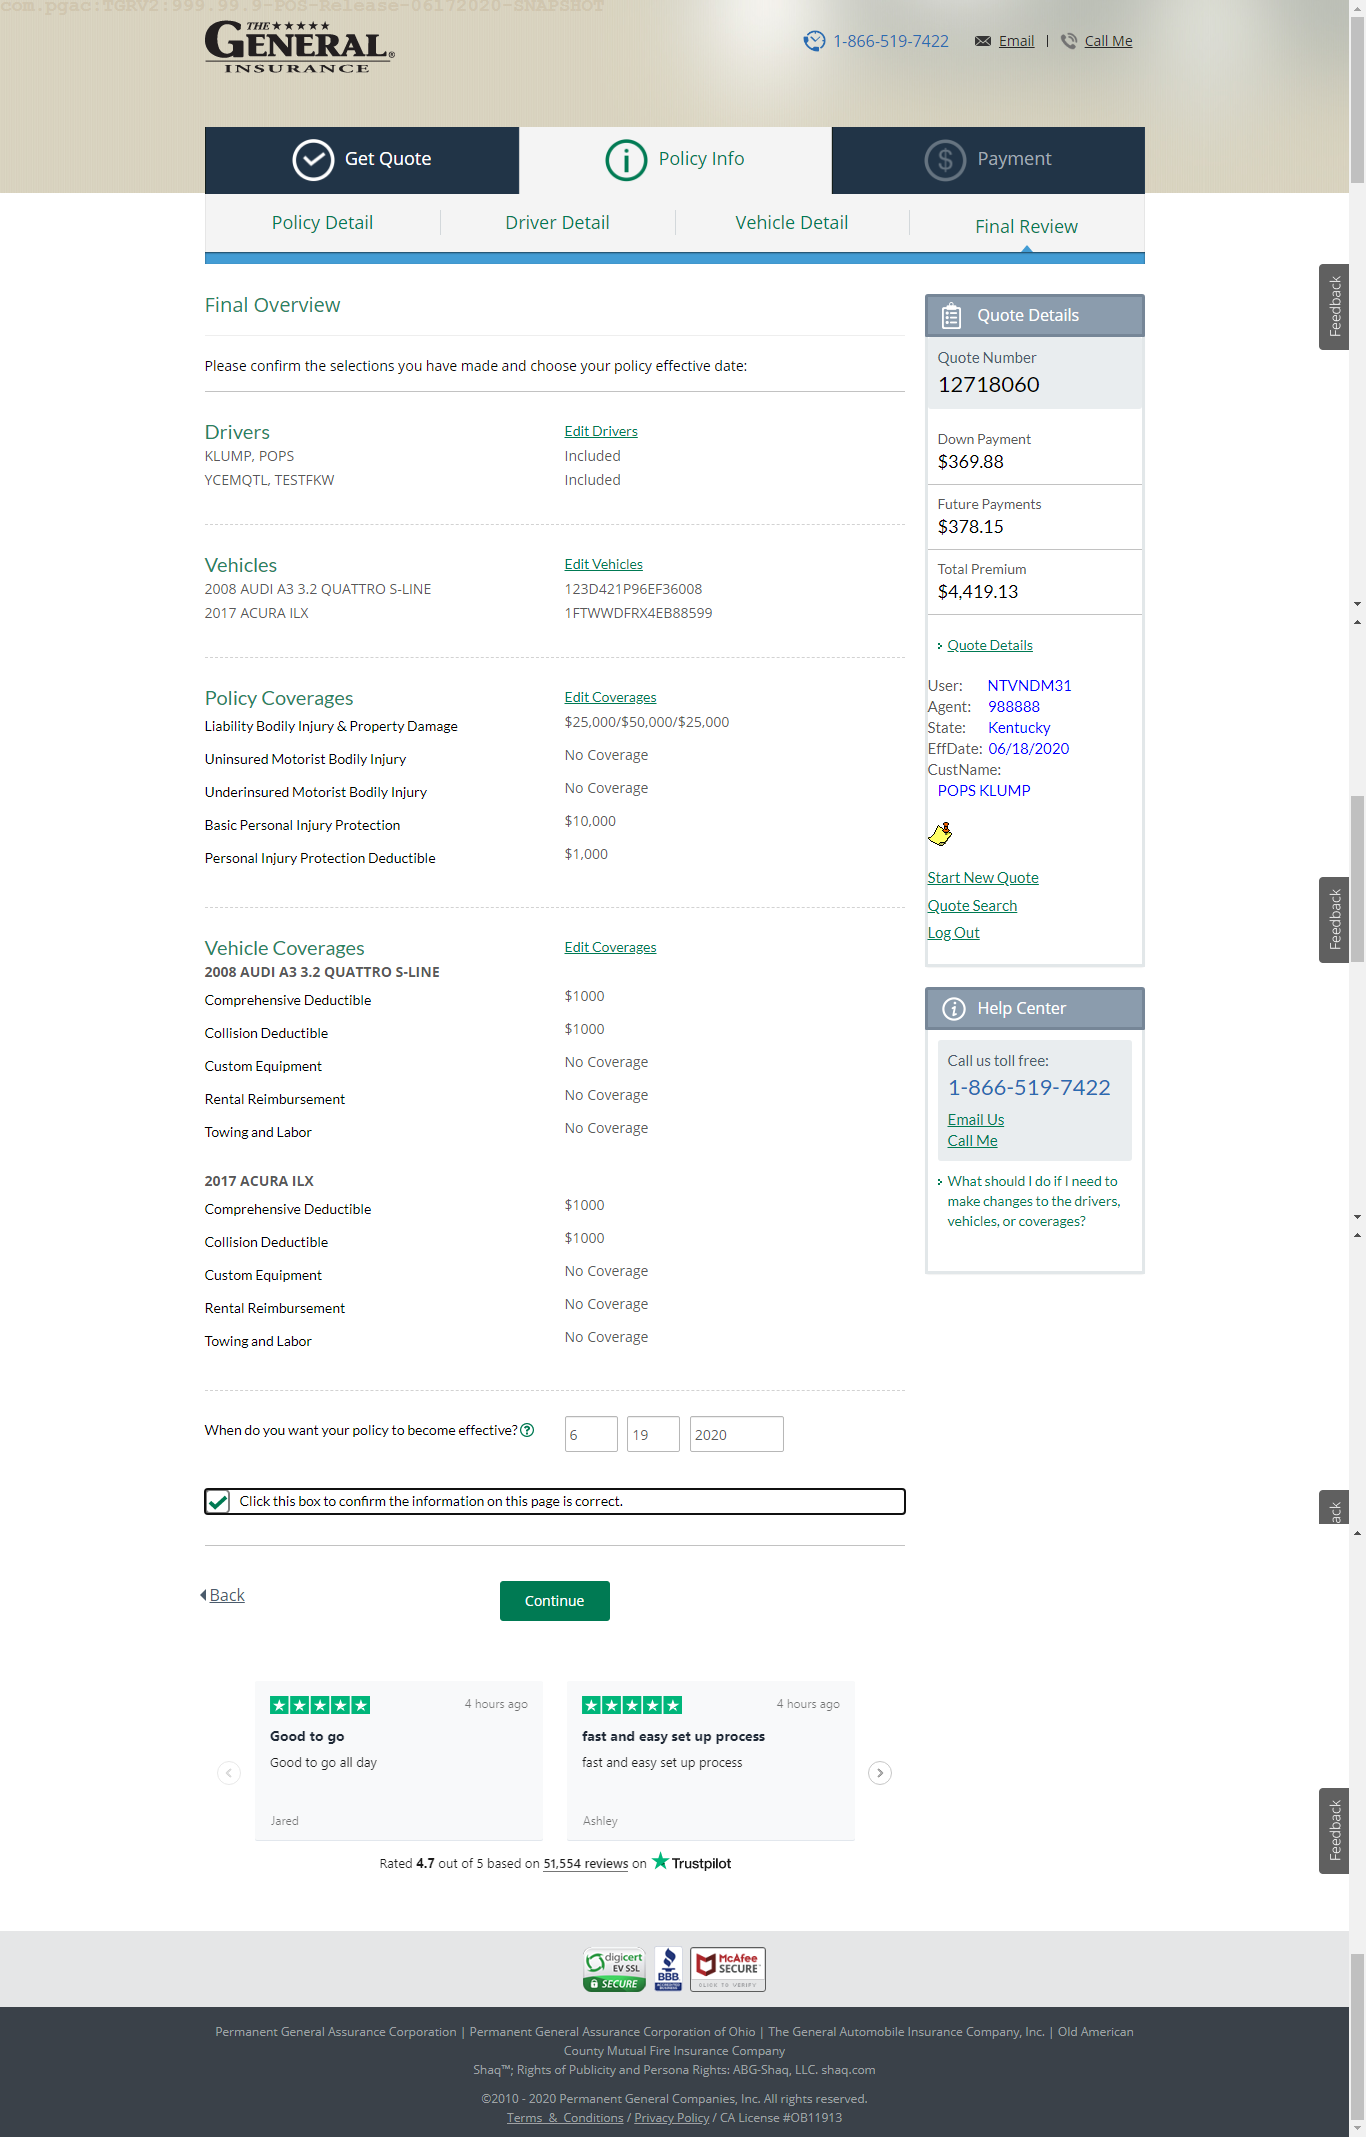 com.pgac:TGRV2:999.99.9-POS-Release-06172020-SNAPSHOT
THE
GENERAL®
INSURANCE
1-866-519-7422
Email | Call Me
Get Quote
Policy Info
Payment
Policy Detail
Driver Detail
Vehicle Detail
Final Review
Final Overview
Please confirm the selections you have made and choose your policy effective date:
Drivers Edit Drivers
KLUMP, POPS Included
YCEMQTL, TESTFKW Included
Vehicles Edit Vehicles
2008 AUDI A3 3.2 QUATTRO S-LINE 123D421P96EF36008
2017 ACURA ILX 1FTWWDFRX4EB88599
Policy Coverages Edit Coverages
Liability Bodily Injury & Property Damage $25,000/$50,000/$25,000
Uninsured Motorist Bodily Injury No Coverage
Underinsured Motorist Bodily Injury No Coverage
Basic Personal Injury Protection $10,000
Personal Injury Protection Deductible $1,000
Vehicle Coverages Edit Coverages
2008 AUDI A3 3.2 QUATTRO S-LINE
Comprehensive Deductible $1000
Collision Deductible $1000
Custom Equipment No Coverage
Rental Reimbursement No Coverage
Towing and Labor No Coverage
2017 ACURA ILX
Comprehensive Deductible $1000
Collision Deductible $1000
Custom Equipment No Coverage
Rental Reimbursement No Coverage
Towing and Labor No Coverage
When do you want your policy to become effective? ? 6 19 2020
Click this box to confirm the information on this page is correct.
Back
Continue
Quote Details
Quote Number
12718060
Down Payment
$369.88
Future Payments
$378.15
Total Premium
$4,419.13
Quote Details
User: NTVNDM31
Agent: 988888
State: Kentucky
EffDate: 06/18/2020
CustName:
POPS KLUMP
Start New Quote
Quote Search
Log Out
Help Center
Call us toll free:
1-866-519-7422
Email Us
Call Me
What should I do if I need to
make changes to the drivers,
vehicles, or coverages?
Feedback
Feedback
ack
Feedback
4 hours ago
Good to go
Good to go all day
Jared
4 hours ago
fast and easy set up process
fast and easy set up process
Ashley
Rated 4.7 out of 5 based on 51,554 reviews on Trustpilot
digicert
EV SSL
SECURE
BBB
ACCREDITED
BUSINESS
McAfee
SECURE
CLICK TO VERIFY
Permanent General Assurance Corporation | Permanent General Assurance Corporation of Ohio | The General Automobile Insurance Company, Inc. | Old American
County Mutual Fire Insurance Company
Shaq™; Rights of Publicity and Persona Rights: ABG-Shaq, LLC. shaq.com
©2010 - 2020 Permanent General Companies, Inc. All rights reserved.
Terms & Conditions / Privacy Policy / CA License #OB11913